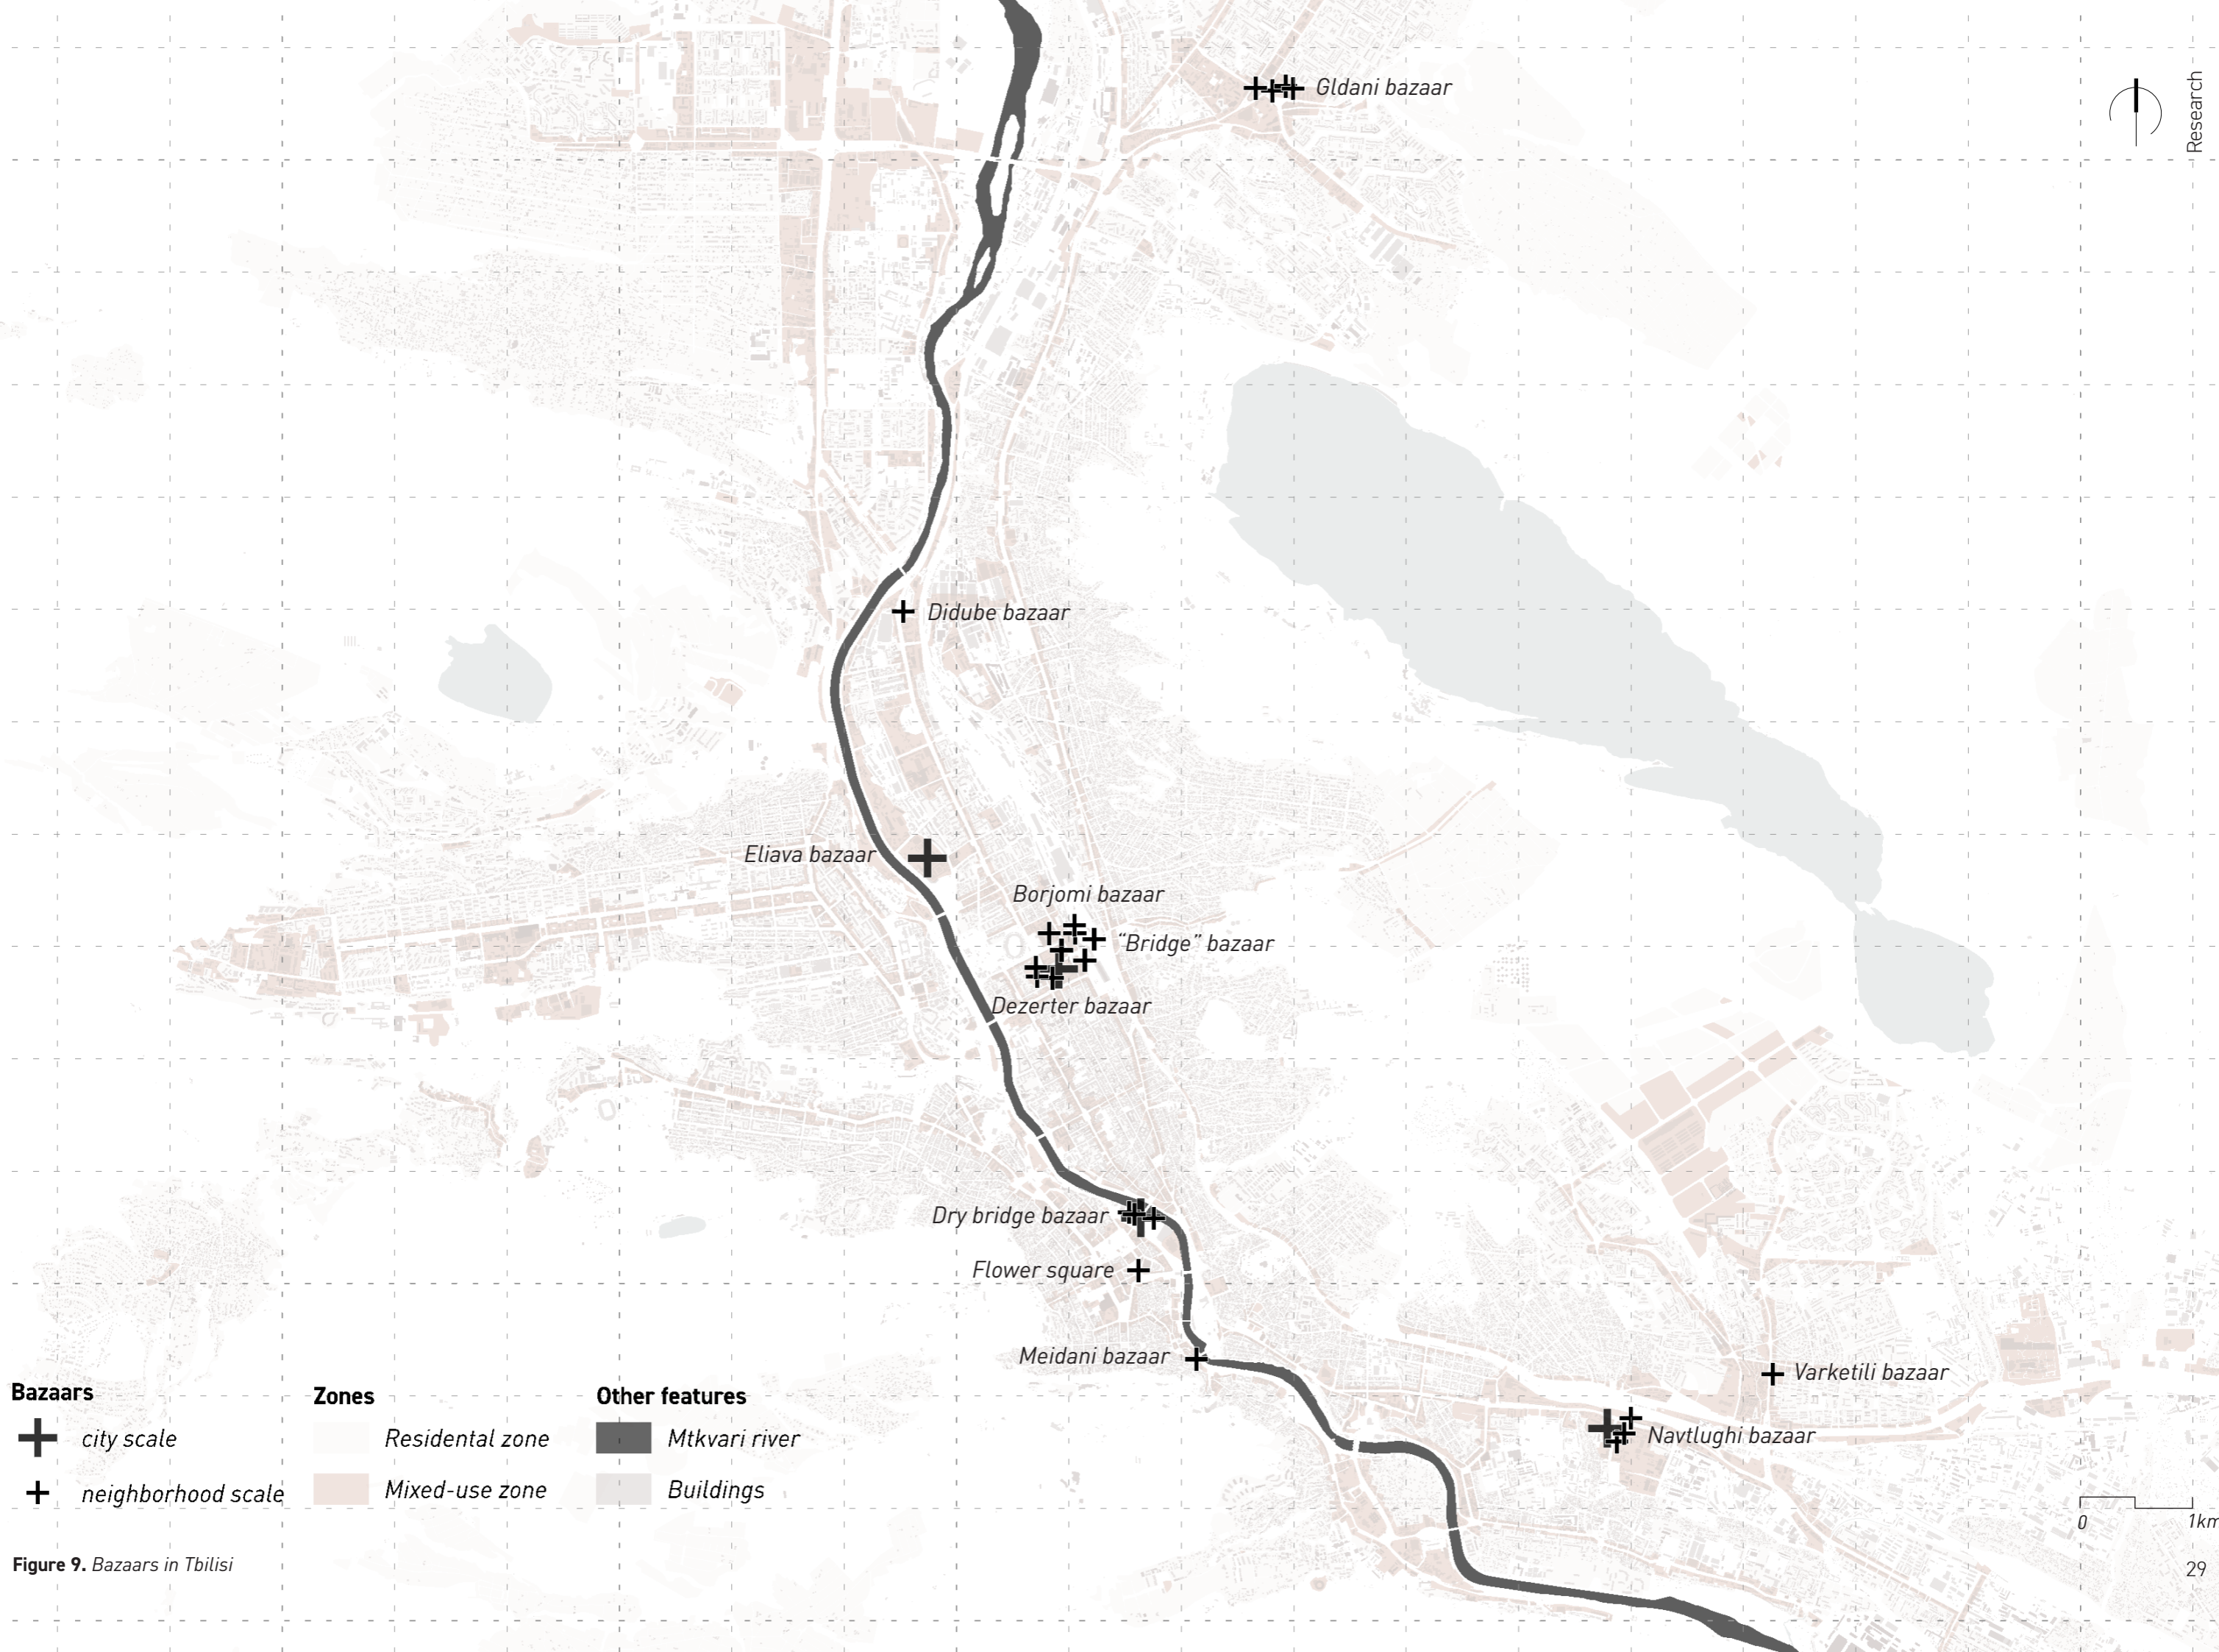 Research
Gldani bazaar
Didube bazaar
Eliava bazaar
Borjomi bazaar
“Bridge” bazaar
Dezerter bazaar
Dry bridge bazaar
Flower square
Meidani bazaar
Varketili bazaar
Navtlughi bazaar
Bazaars
city scale
neighborhood scale
Zones
Residental zone
Mixed-use zone
Other features
Mtkvari river
Buildings
0 1km
Figure 9. Bazaars in Tbilisi
29